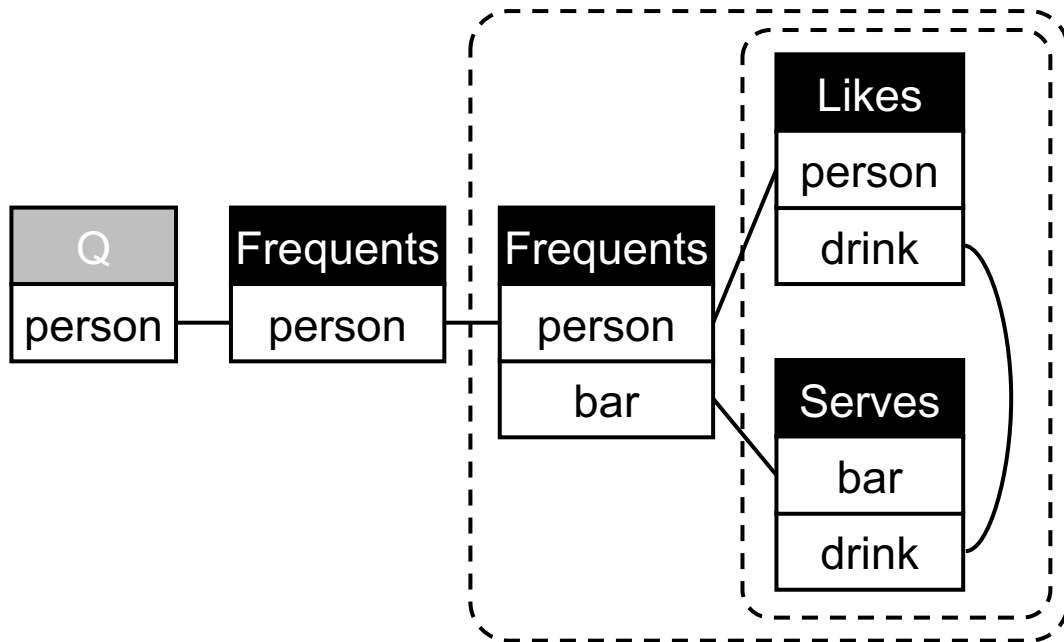 Q
person
Frequents
person
Frequents
person
bar
Likes
person
drink
Serves
bar
drink